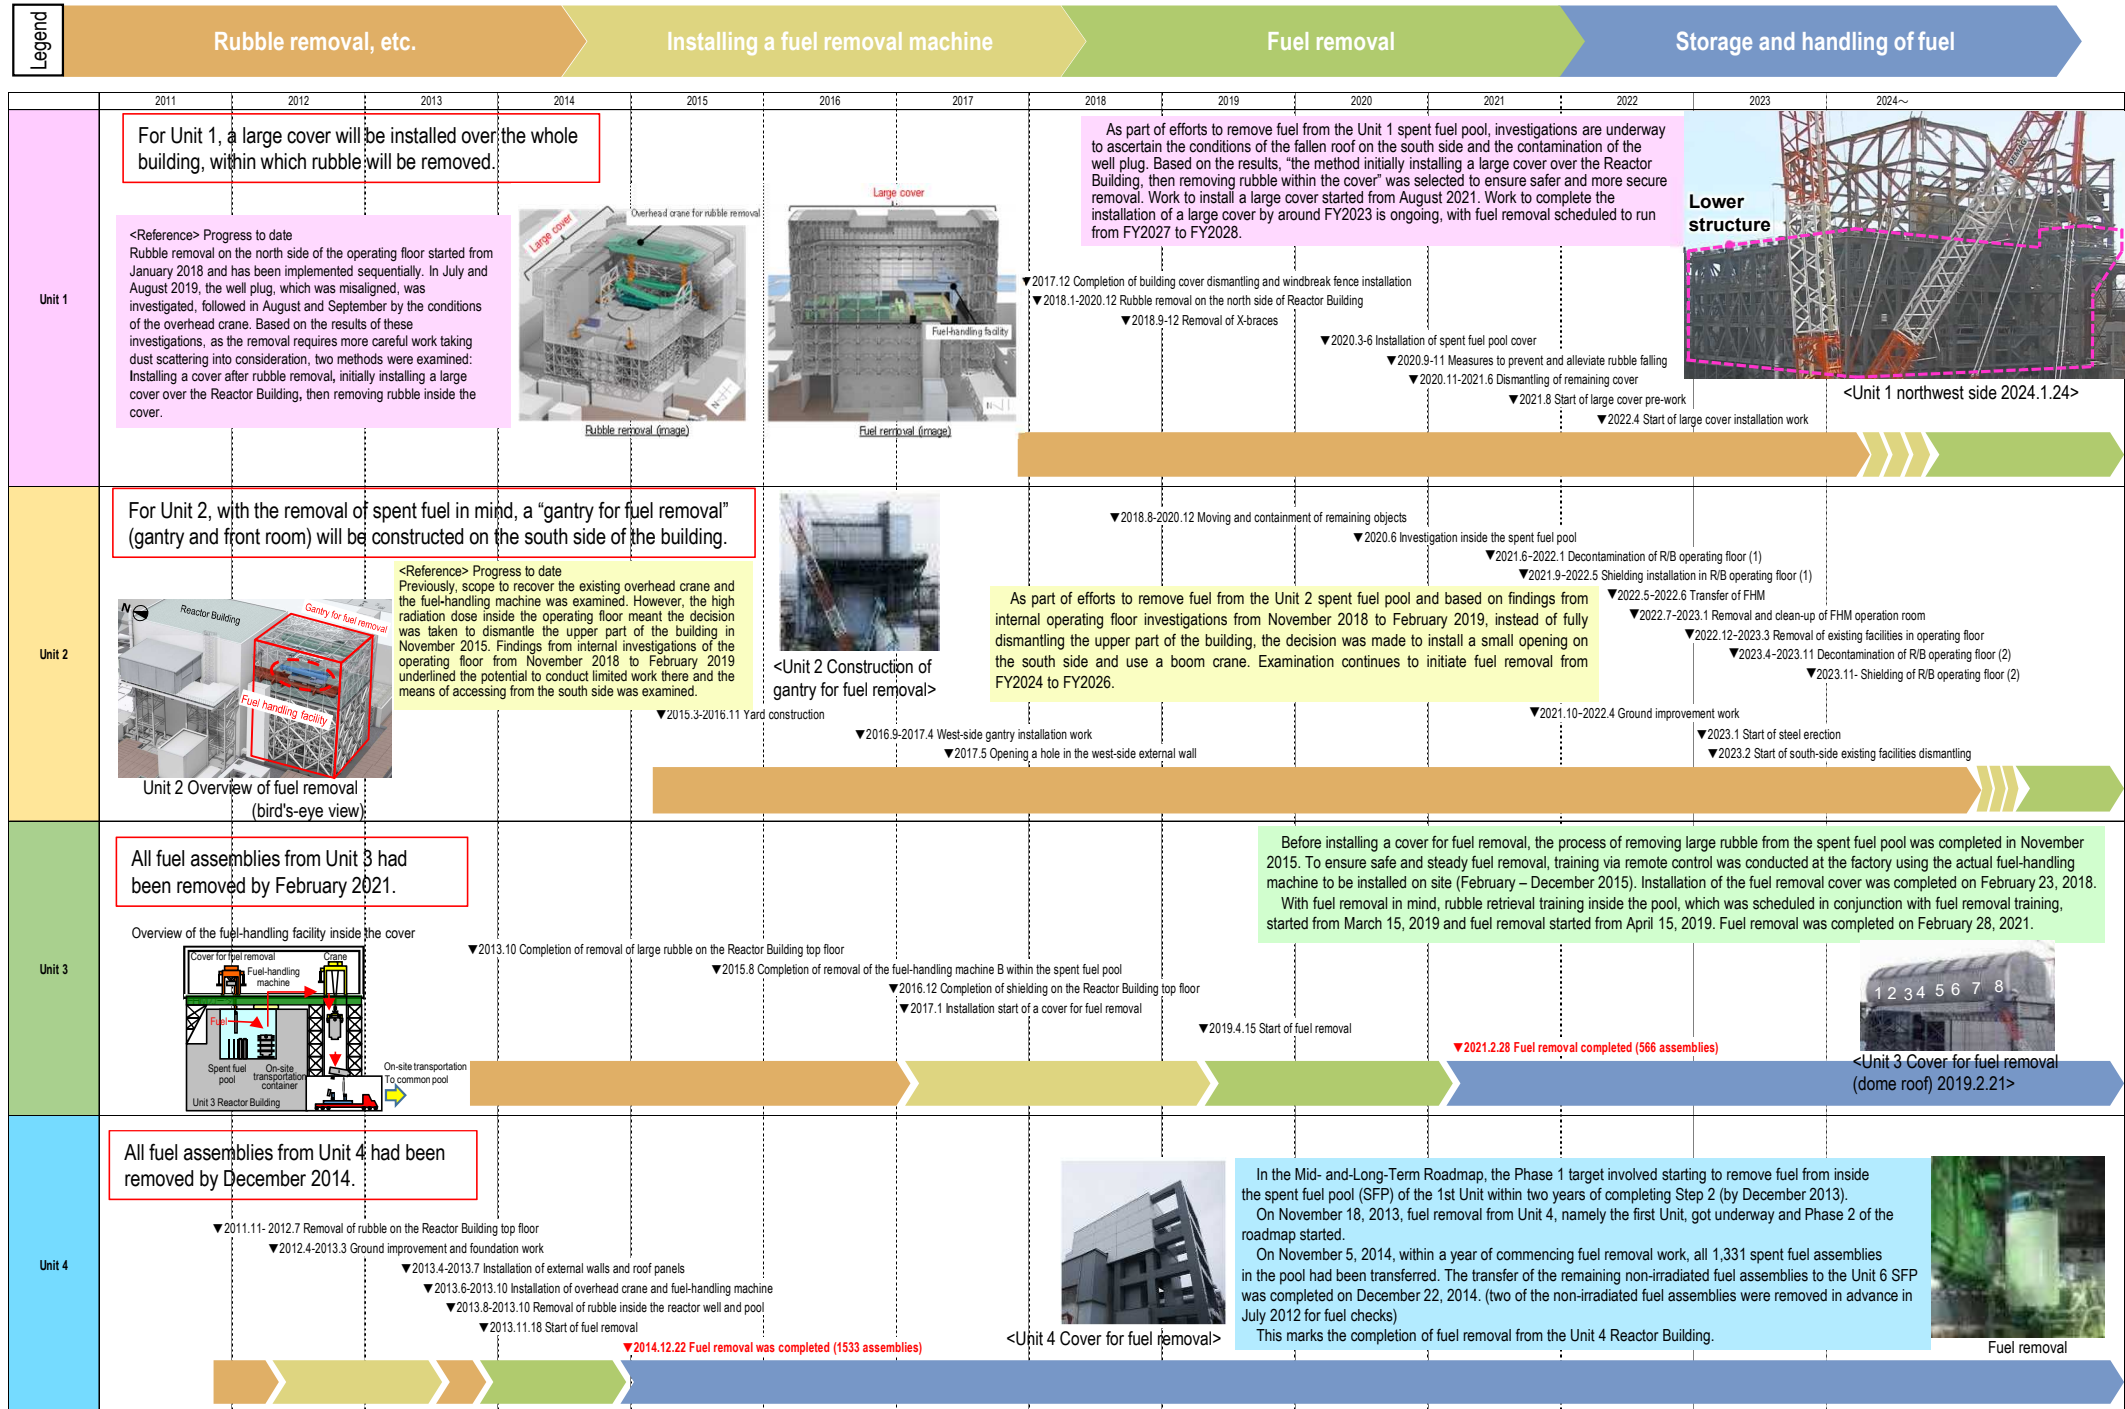 Legend
Rubble removal, etc.
Installing a fuel removal machine
Fuel removal
Storage and handling of fuel
2011 2012 2013 2014 2015 2016 2017 2018 2019 2020 2021 2022 2023 2024～
Unit 1
For Unit 1, a large cover will be installed over the whole
building, within which rubble will be removed.
<Reference> Progress to date
Rubble removal on the north side of the operating floor started from
January 2018 and has been implemented sequentially. In July and
August 2019, the well plug, which was misaligned, was
investigated, followed in August and September by the conditions
of the overhead crane. Based on the results of these
investigations, as the removal requires more careful work taking
dust scattering into consideration, two methods were examined:
Installing a cover after rubble removal, initially installing a large
cover over the Reactor Building, then removing rubble inside the
cover.
Large cover
Overhead crane for rubble removal
Rubble removal (image)
Large cover
Fuel-handling facility
Fuel removal (image)
As part of efforts to remove fuel from the Unit 1 spent fuel pool, investigations are underway
to ascertain the conditions of the fallen roof on the south side and the contamination of the
well plug. Based on the results, “the method initially installing a large cover over the Reactor
Building, then removing rubble within the cover” was selected to ensure safer and more secure
removal. Work to install a large cover started from August 2021. Work to complete the
installation of a large cover by around FY2023 is ongoing, with fuel removal scheduled to run
from FY2027 to FY2028.
Lower
structure
<Unit 1 northwest side 2024.1.24>
▼2017.12 Completion of building cover dismantling and windbreak fence installation
▼2018.1-2020.12 Rubble removal on the north side of Reactor Building
▼2018.9-12 Removal of X-braces
▼2020.3-6 Installation of spent fuel pool cover
▼2020.9-11 Measures to prevent and alleviate rubble falling
▼2020.11-2021.6 Dismantling of remaining cover
▼2021.8 Start of large cover pre-work
▼2022.4 Start of large cover installation work
Unit 2
For Unit 2, with the removal of spent fuel in mind, a “gantry for fuel removal”
(gantry and front room) will be constructed on the south side of the building.
N
Reactor Building
Gantry for fuel removal
Fuel handling facility
Unit 2 Overview of fuel removal
(bird's-eye view)
<Reference> Progress to date
Previously, scope to recover the existing overhead crane and
the fuel-handling machine was examined. However, the high
radiation dose inside the operating floor meant the decision
was taken to dismantle the upper part of the building in
November 2015. Findings from internal investigations of the
operating floor from November 2018 to February 2019
underlined the potential to conduct limited work there and the
means of accessing from the south side was examined.
<Unit 2 Construction of
gantry for fuel removal>
As part of efforts to remove fuel from the Unit 2 spent fuel pool and based on findings from
internal operating floor investigations from November 2018 to February 2019, instead of fully
dismantling the upper part of the building, the decision was made to install a small opening on
the south side and use a boom crane. Examination continues to initiate fuel removal from
FY2024 to FY2026.
▼2018.8-2020.12 Moving and containment of remaining objects
▼2020.6 Investigation inside the spent fuel pool
▼2021.6-2022.1 Decontamination of R/B operating floor (1)
▼2021.9-2022.5 Shielding installation in R/B operating floor (1)
▼2022.5-2022.6 Transfer of FHM
▼2022.7-2023.1 Removal and clean-up of FHM operation room
▼2022.12-2023.3 Removal of existing facilities in operating floor
▼2023.4-2023.11 Decontamination of R/B operating floor (2)
▼2023.11- Shielding of R/B operating floor (2)
▼2015.3-2016.11 Yard construction
▼2016.9-2017.4 West-side gantry installation work
▼2017.5 Opening a hole in the west-side external wall
▼2021.10-2022.4 Ground improvement work
▼2023.1 Start of steel erection
▼2023.2 Start of south-side existing facilities dismantling
Unit 3
All fuel assemblies from Unit 3 had
been removed by February 2021.
Overview of the fuel-handling facility inside the cover
Cover for fuel removal
Crane
Fuel-handling
machine
Fuel
Spent fuel
pool
On-site
transportation
container
Unit 3 Reactor Building
On-site transportation
To common pool
Before installing a cover for fuel removal, the process of removing large rubble from the spent fuel pool was completed in November
2015. To ensure safe and steady fuel removal, training via remote control was conducted at the factory using the actual fuel-handling
machine to be installed on site (February – December 2015). Installation of the fuel removal cover was completed on February 23, 2018.
With fuel removal in mind, rubble retrieval training inside the pool, which was scheduled in conjunction with fuel removal training,
started from March 15, 2019 and fuel removal started from April 15, 2019. Fuel removal was completed on February 28, 2021.
▼2013.10 Completion of removal of large rubble on the Reactor Building top floor
▼2015.8 Completion of removal of the fuel-handling machine B within the spent fuel pool
▼2016.12 Completion of shielding on the Reactor Building top floor
▼2017.1 Installation start of a cover for fuel removal
▼2019.4.15 Start of fuel removal
▼2021.2.28 Fuel removal completed (566 assemblies)
1 2 3 4 5 6 7 8
<Unit 3 Cover for fuel removal
(dome roof) 2019.2.21>
Unit 4
All fuel assemblies from Unit 4 had been
removed by December 2014.
▼2011.11- 2012.7 Removal of rubble on the Reactor Building top floor
▼2012.4-2013.3 Ground improvement and foundation work
▼2013.4-2013.7 Installation of external walls and roof panels
▼2013.6-2013.10 Installation of overhead crane and fuel-handling machine
▼2013.8-2013.10 Removal of rubble inside the reactor well and pool
▼2013.11.18 Start of fuel removal
▼2014.12.22 Fuel removal was completed (1533 assemblies)
<Unit 4 Cover for fuel removal>
In the Mid- and-Long-Term Roadmap, the Phase 1 target involved starting to remove fuel from inside
the spent fuel pool (SFP) of the 1st Unit within two years of completing Step 2 (by December 2013).
On November 18, 2013, fuel removal from Unit 4, namely the first Unit, got underway and Phase 2 of the
roadmap started.
On November 5, 2014, within a year of commencing fuel removal work, all 1,331 spent fuel assemblies
in the pool had been transferred. The transfer of the remaining non-irradiated fuel assemblies to the Unit 6 SFP
was completed on December 22, 2014. (two of the non-irradiated fuel assemblies were removed in advance in
July 2012 for fuel checks)
This marks the completion of fuel removal from the Unit 4 Reactor Building.
Fuel removal